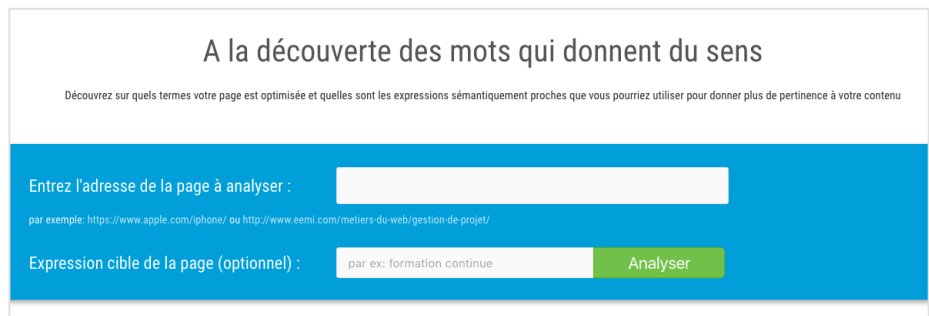 A la découverte des mots qui donnent du sens
Découvrez sur quels termes votre page est optimisée et quelles sont les expressions sémantiquement proches que vous pourriez utiliser pour donner plus de pertinence à votre contenu
Entrez l'adresse de la page à analyser :
par exemple: https://www.apple.com/iphone/ ou http://www.eemi.com/metiers-du-web/gestion-de-projet/
Expression cible de la page (optionnel) : par ex: formation continue Analyser